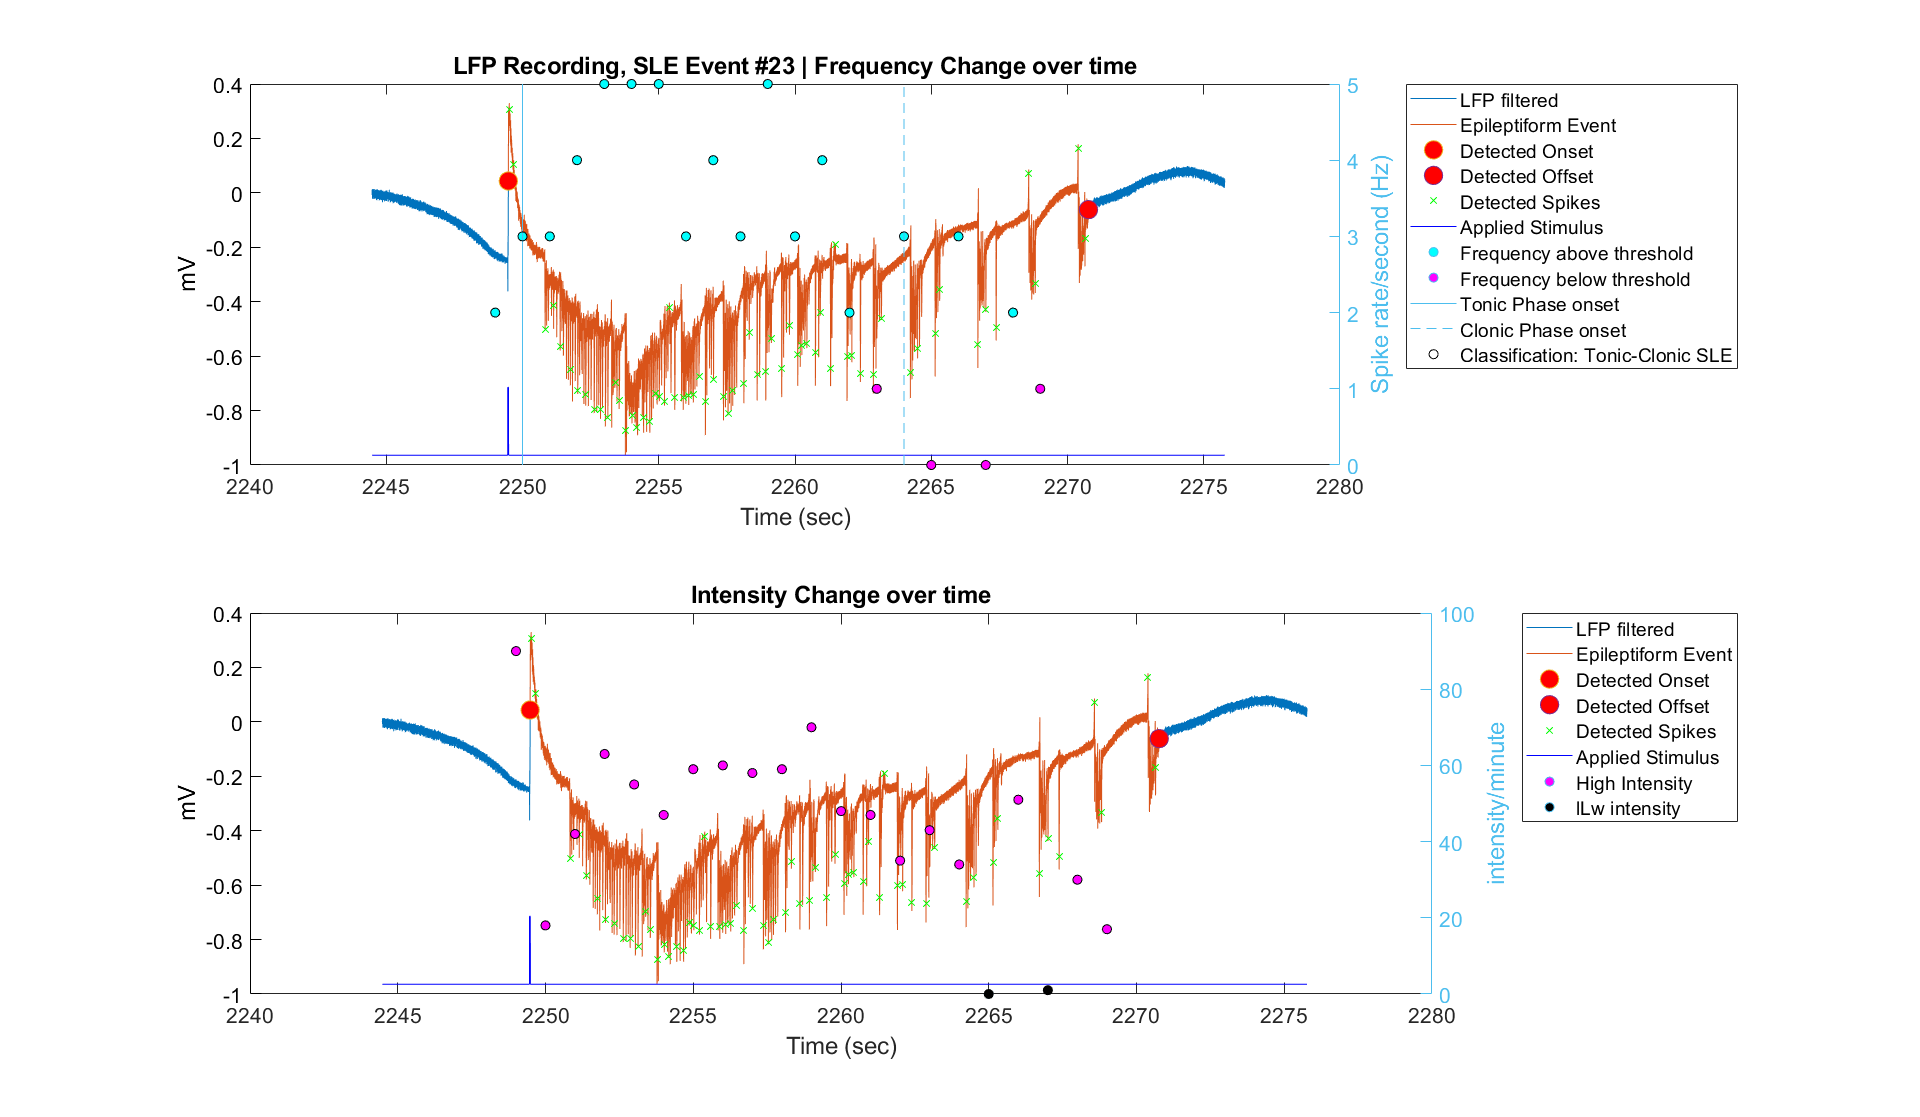 LFP Recording, SLE Event #23 | Frequency Change over time
0.4
0.2
0
-0.2
-0.4
-0.6
-0.8
-1
mV
5
4
3
2
1
0
Spike rate/second (Hz)
2240 2245 2250 2255 2260 2265 2270 2275 2280
Time (sec)
LFP filtered
Epileptiform Event
Detected Onset
Detected Offset
Detected Spikes
Applied Stimulus
Frequency above threshold
Frequency below threshold
Tonic Phase onset
Clonic Phase onset
Classification: Tonic-Clonic SLE
Intensity Change over time
0.4
0.2
0
-0.2
-0.4
-0.6
-0.8
-1
mV
100
80
60
40
20
0
intensity/minute
2240 2245 2250 2255 2260 2265 2270 2275 2280
Time (sec)
LFP filtered
Epileptiform Event
Detected Onset
Detected Offset
Detected Spikes
Applied Stimulus
High Intensity
lLw intensity